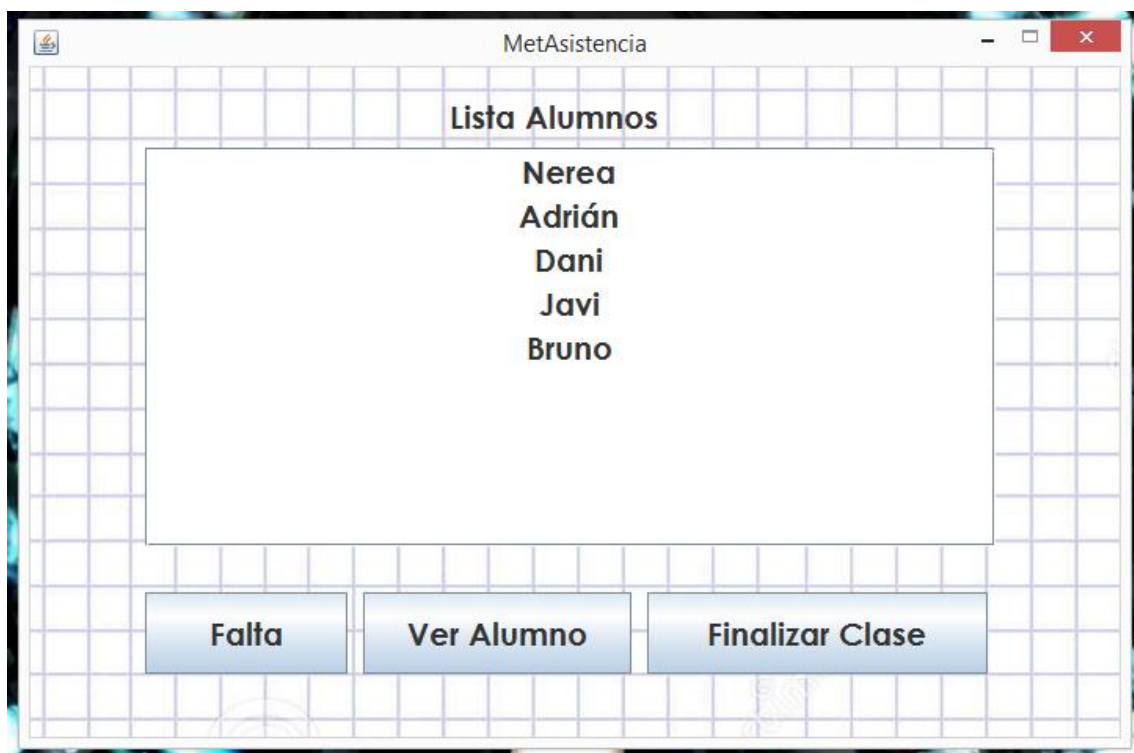 MetAsistencia
Lista Alumnos
Nerea
Adrián
Dani
Javi
Bruno
Falta
Ver Alumno
Finalizar Clase